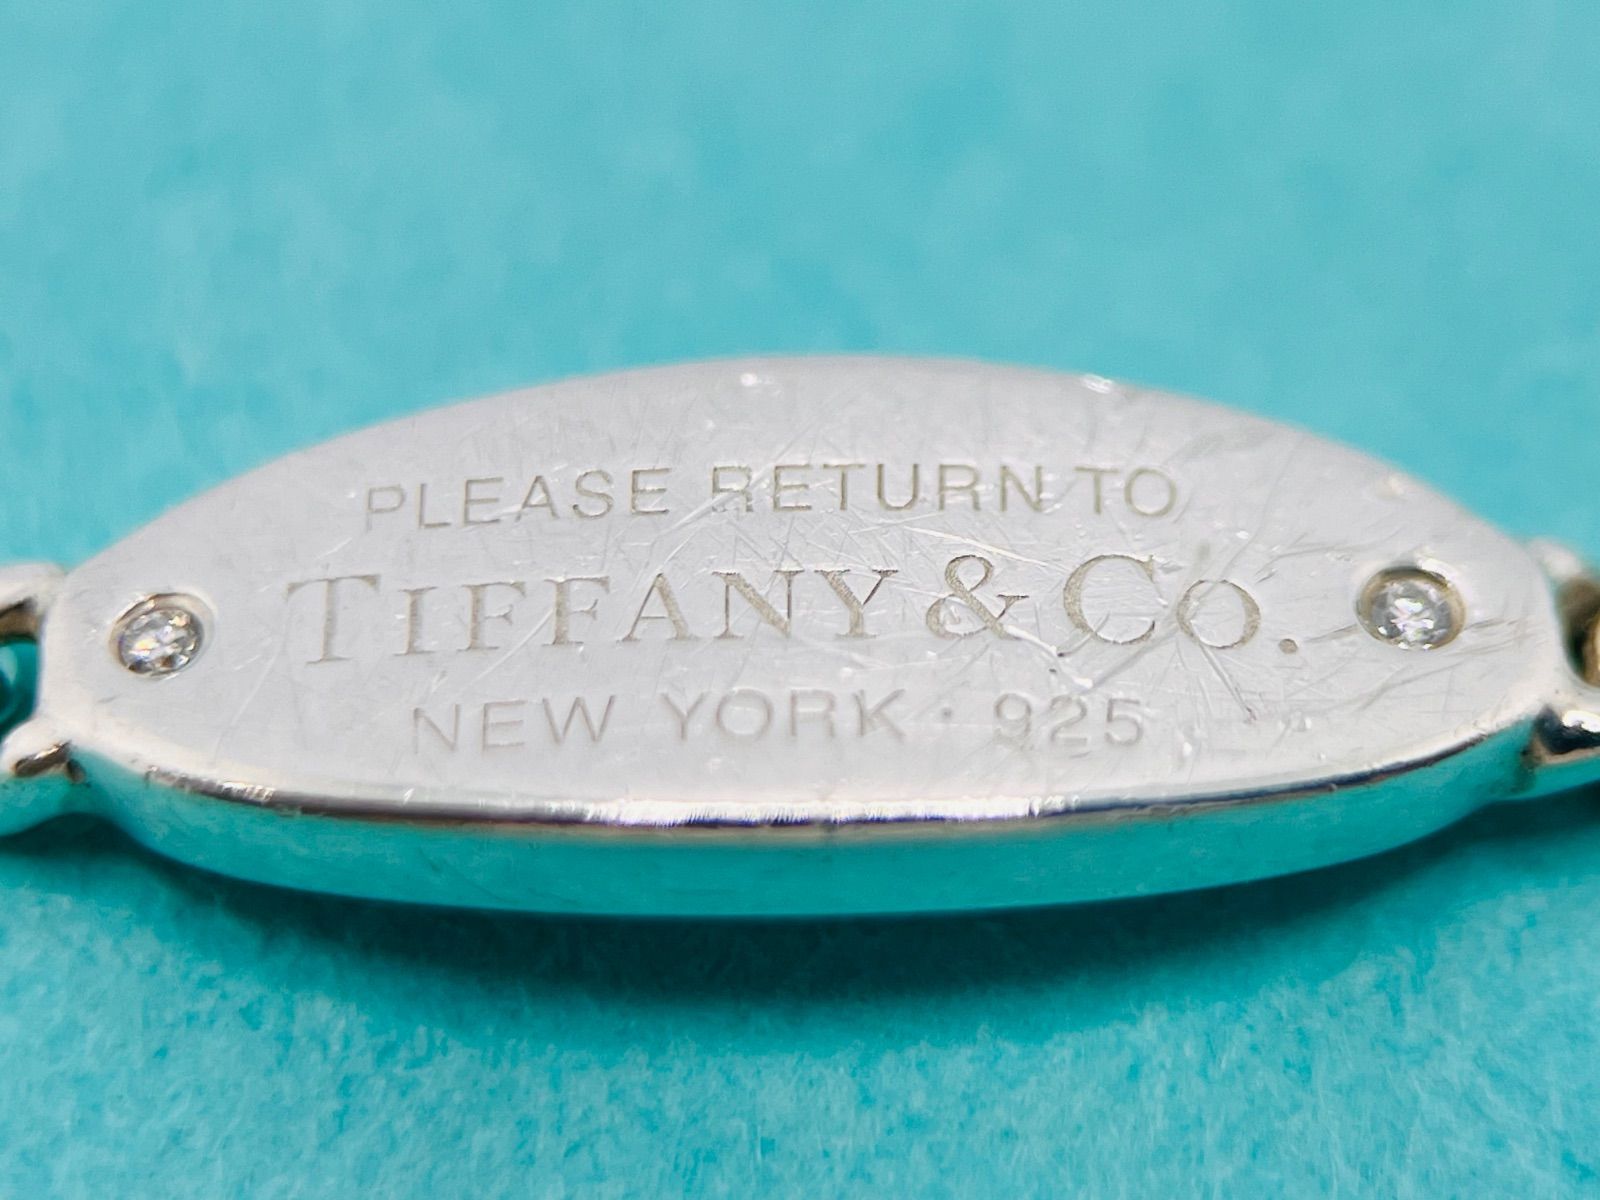 PLEASE RETURN TO
TIFFANY & CO.
NEW YORK · 925